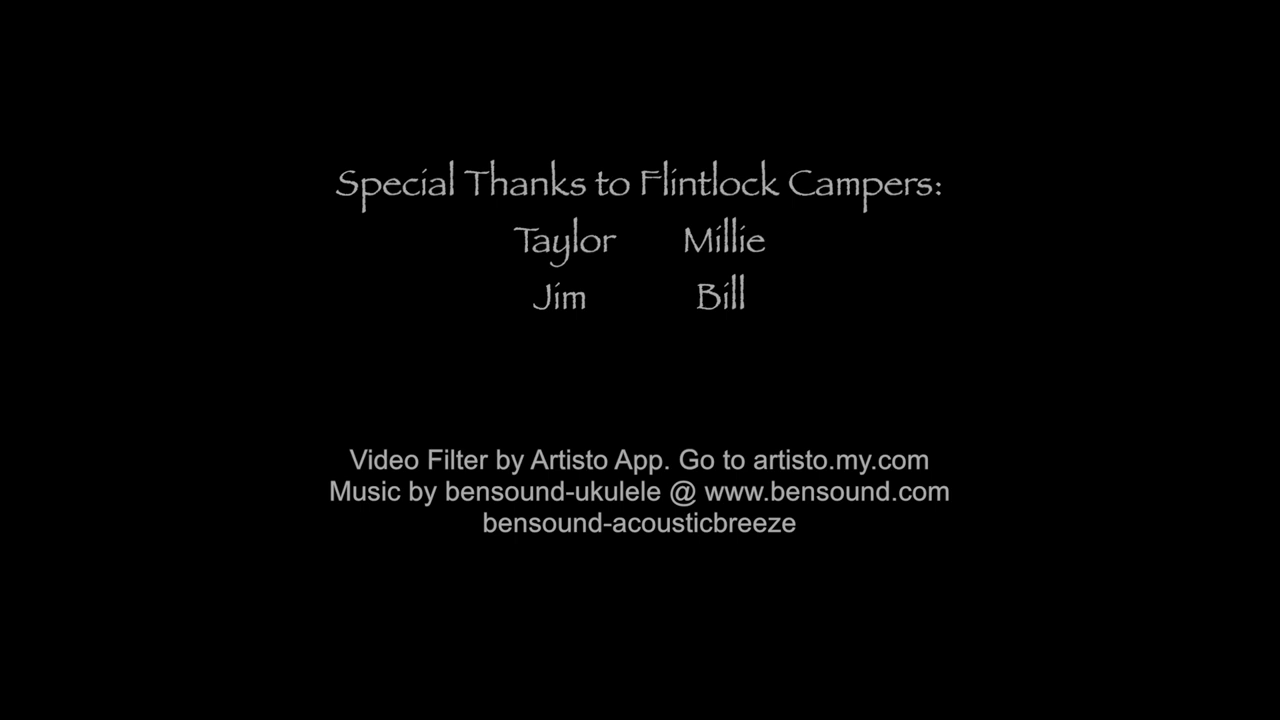 Special Thanks to Flintlock Campers:
Taylor Millie
Jim Bill
Video Filter by Artisto App. Go to artisto.my.com
Music by bensound-ukulele @ www.bensound.com
bensound-acousticbreeze